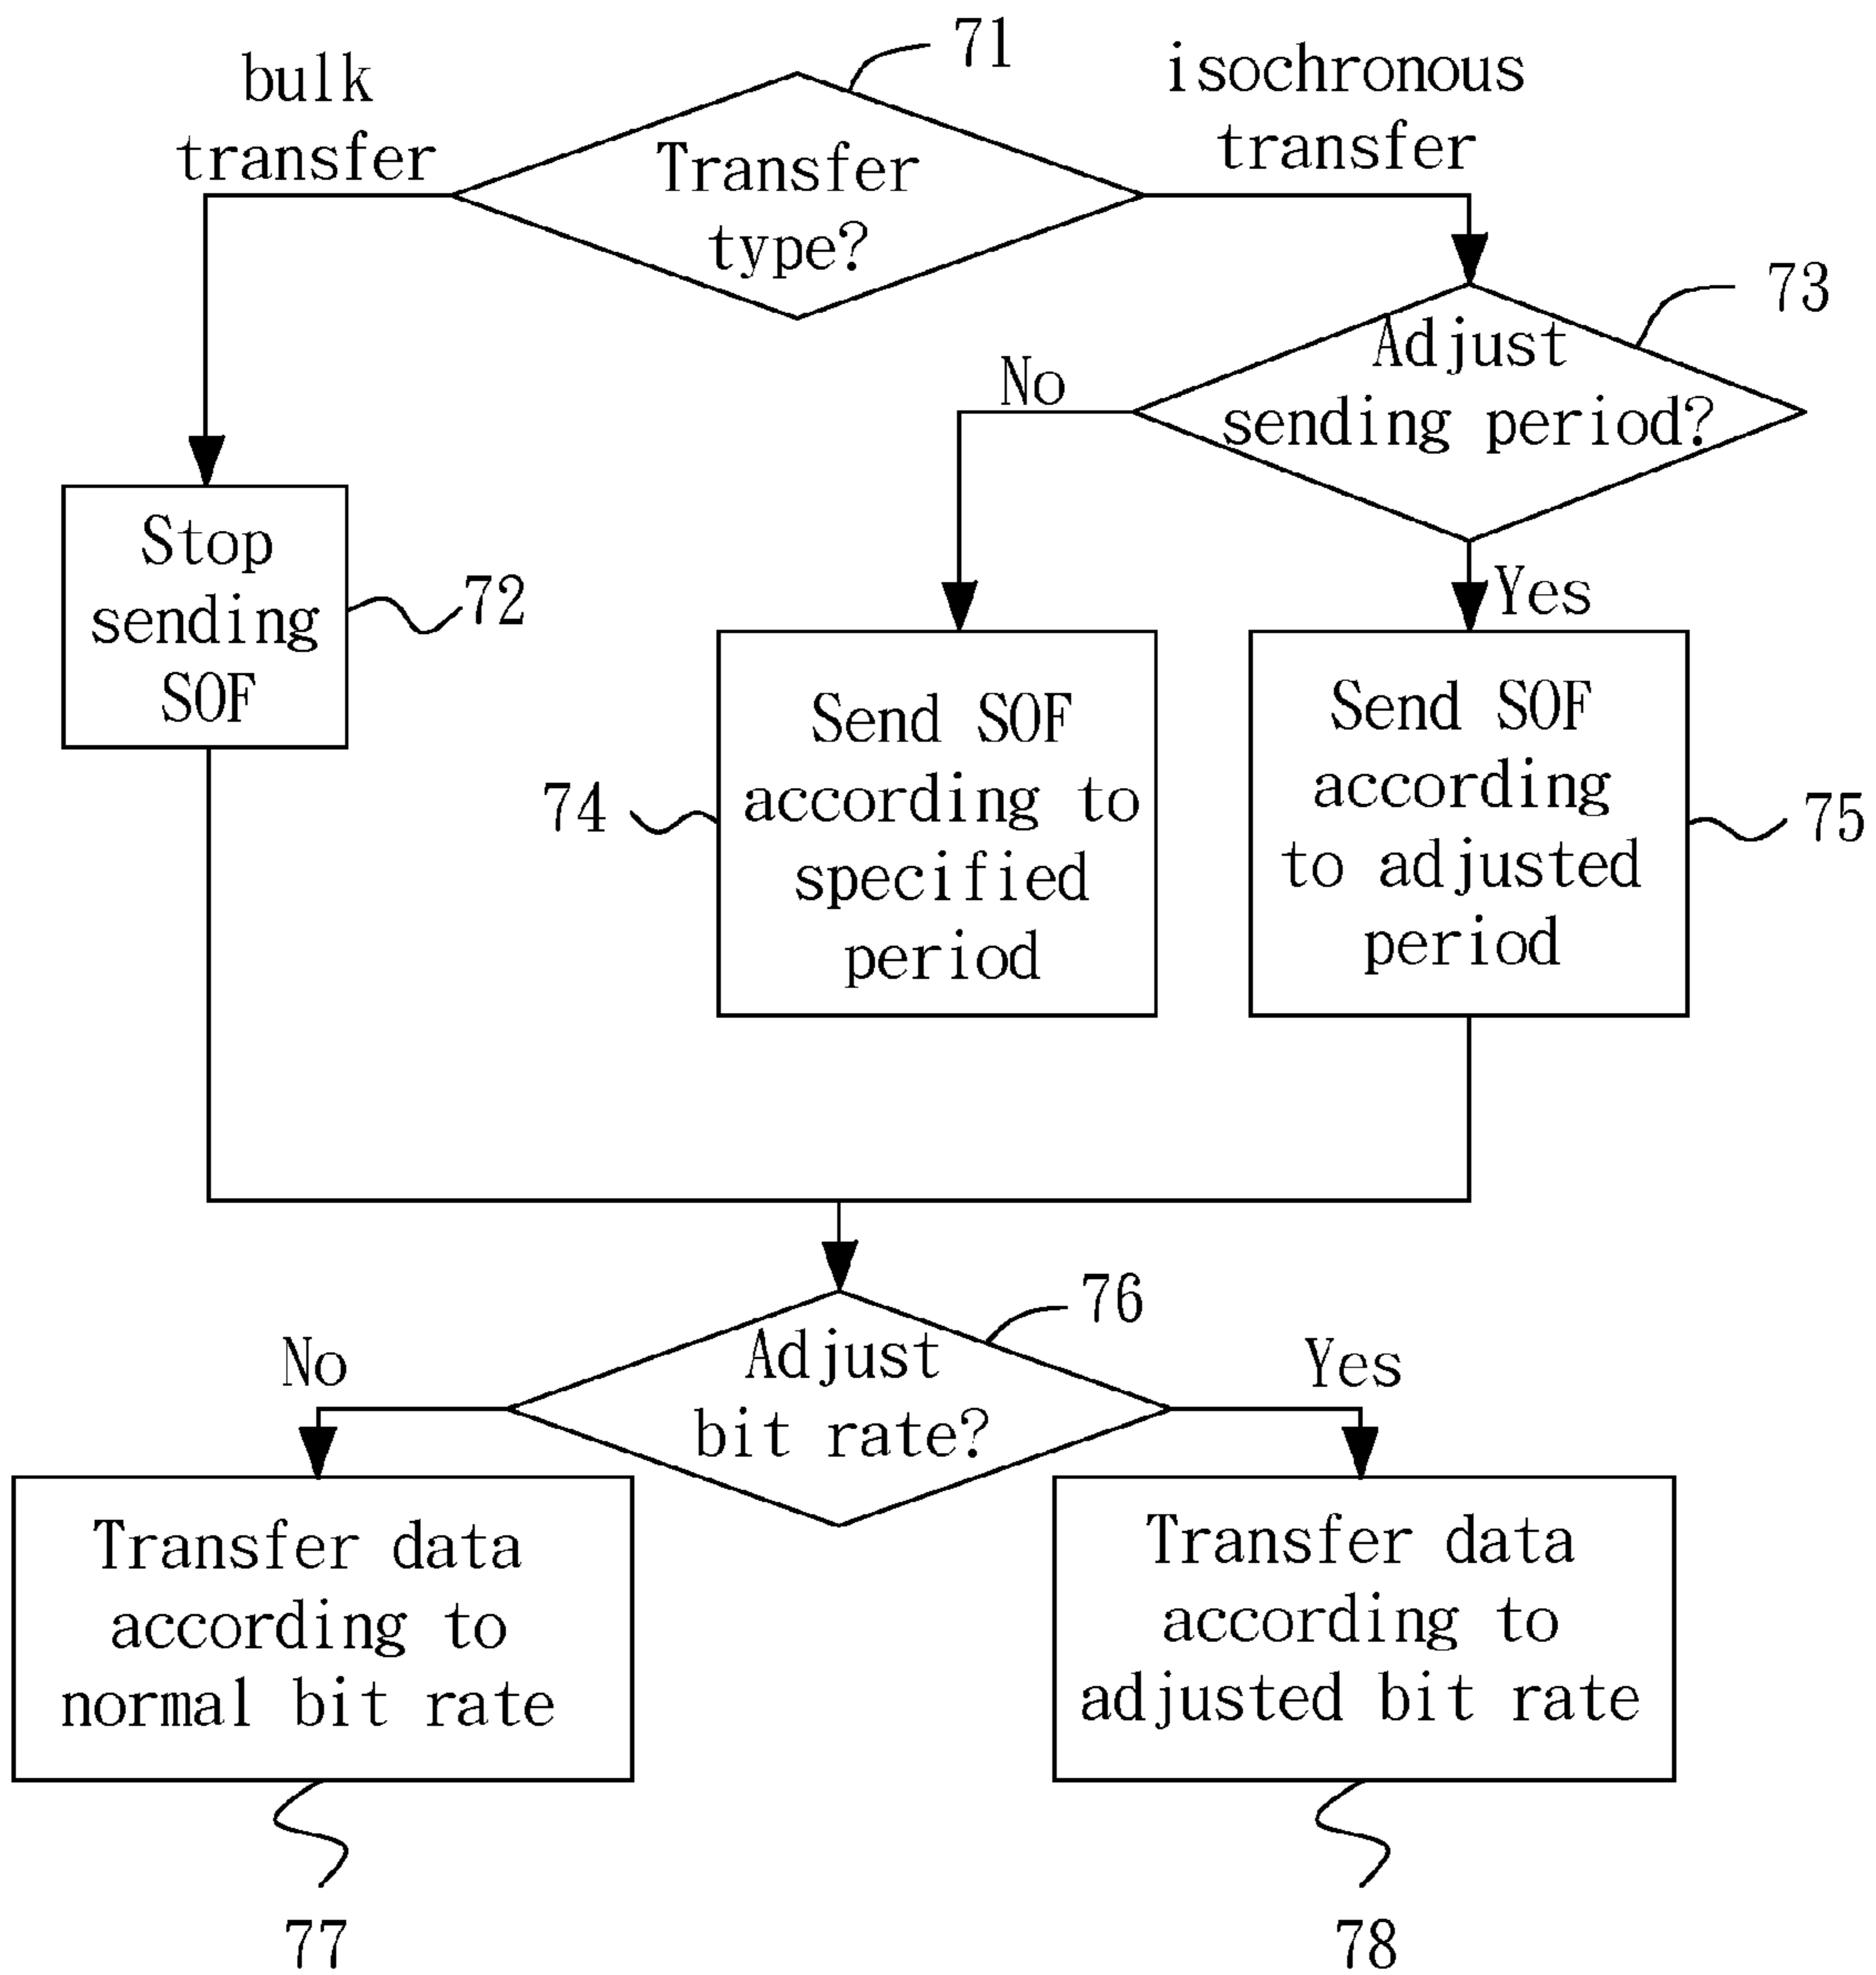 71
bulk
transfer
isochronous
transfer
Transfer
type?
73
Adjust
sending period?
No
Yes
Stop
sending
SOF
72
Send SOF
according to
specified
period
74
Send SOF
according
to adjusted
period
75
76
Adjust
bit rate?
No
Yes
Transfer data
according to
normal bit rate
Transfer data
according to
adjusted bit rate
77
78